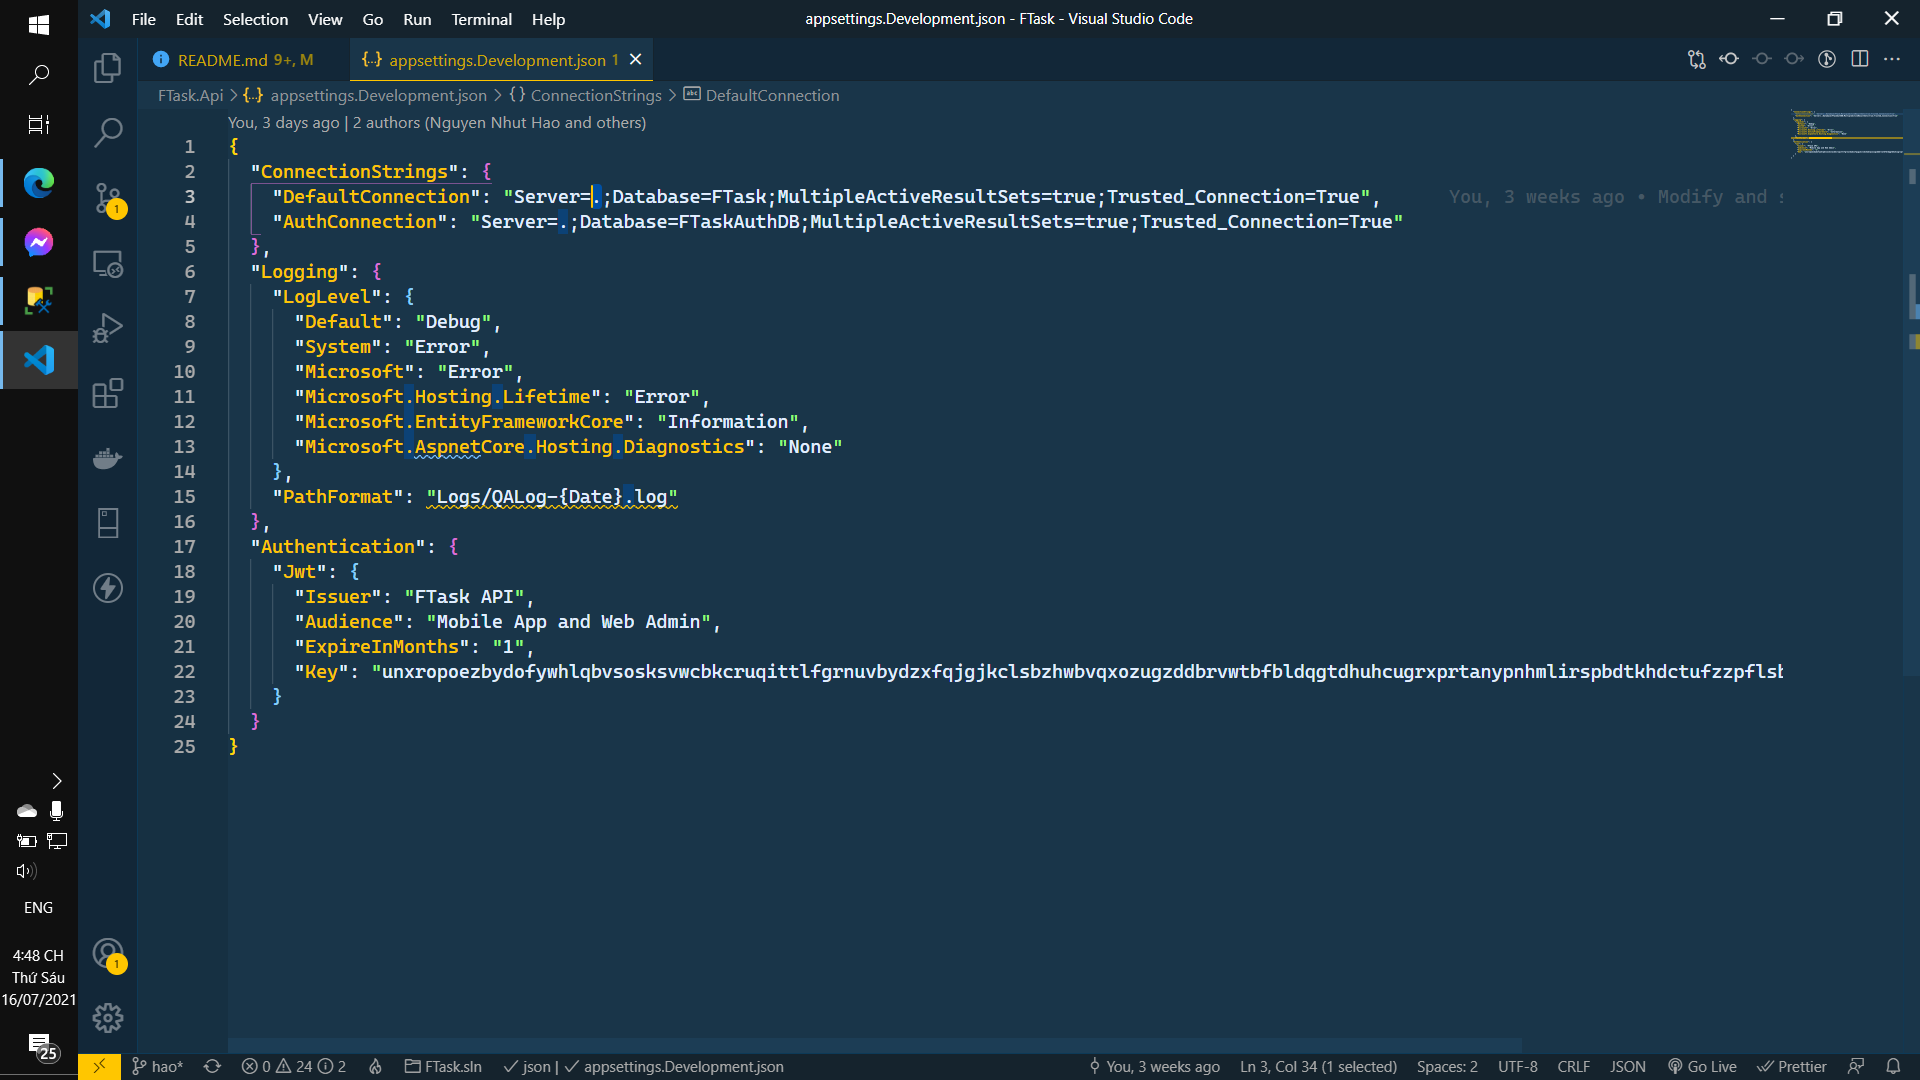 File Edit Selection View Go Run Terminal Help
appsettings.Development.json - FTask - Visual Studio Code
README.md 9+, M
{..} appsettings.Development.json 1
FTask.Api > {..} appsettings.Development.json > {} ConnectionStrings > abc DefaultConnection
You, 3 days ago | 2 authors (Nguyen Nhut Hao and others)
1 {
2 "ConnectionStrings": {
3 "DefaultConnection": "Server=.;Database=FTask;MultipleActiveResultSets=true;Trusted_Connection=True", You, 3 weeks ago • Modify and
4 "AuthConnection": "Server=.;Database=FTaskAuthDB;MultipleActiveResultSets=true;Trusted_Connection=True"
5 },
6 "Logging": {
7 "LogLevel": {
8 "Default": "Debug",
9 "System": "Error",
10 "Microsoft": "Error",
11 "Microsoft.Hosting.Lifetime": "Error",
12 "Microsoft.EntityFrameworkCore": "Information",
13 "Microsoft.AspnetCore.Hosting.Diagnostics": "None"
14 },
15 "PathFormat": "Logs/QALog-{Date}.log"
16 },
17 "Authentication": {
18 "Jwt": {
19 "Issuer": "FTask API",
20 "Audience": "Mobile App and Web Admin",
21 "ExpireInMonths": "1",
22 "Key": "unxropoezbydofywhlqbvsosksvwcbkcruqittlfgrnuvbydzxfqjgjkclsbzhwbvqxozugzddbrvwtbfbldqgtdhuhcugrxprtanypnhmlirspbdtkhdctufzzpflsb
23 }
24 }
25 }
1
1
ENG
4:48 CH
Thứ Sáu
16/07/2021
25
hao* 0 24 2 FTask.sln json | appsettings.Development.json
You, 3 weeks ago Ln 3, Col 34 (1 selected) Spaces: 2 UTF-8 CRLF JSON Go Live Prettier